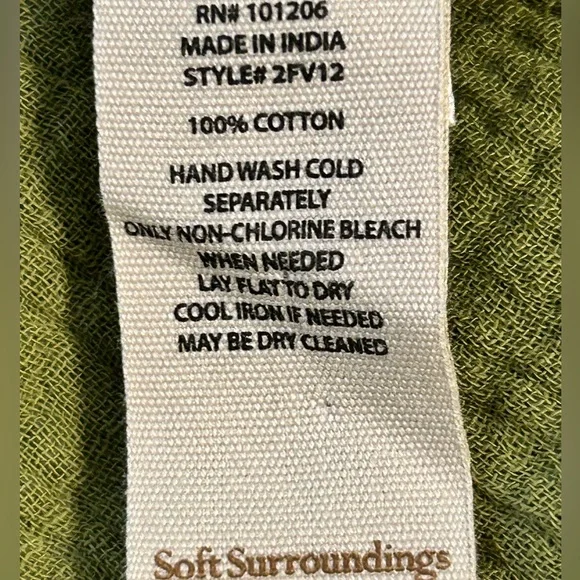 RN# 101206
MADE IN INDIA
STYLE# 2FV12
100% COTTON
HAND WASH COLD
SEPARATELY
ONLY NON-CHLORINE BLEACH
WHEN NEEDED
LAY FLAT TO DRY
COOL IRON IF NEEDED
MAY BE DRY CLEANED
Soft Surroundings